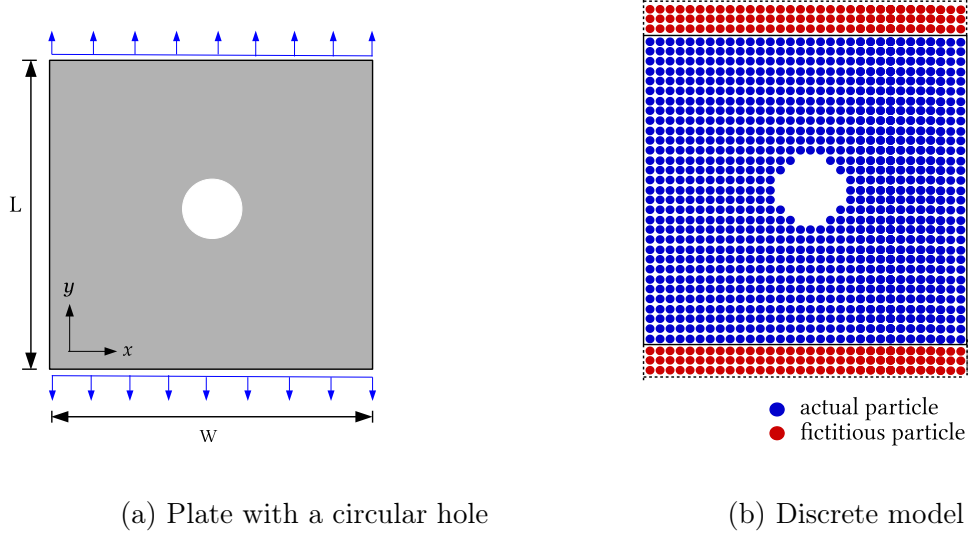 L
y
x
W
actual particle
fictitious particle
(a) Plate with a circular hole
(b) Discrete model